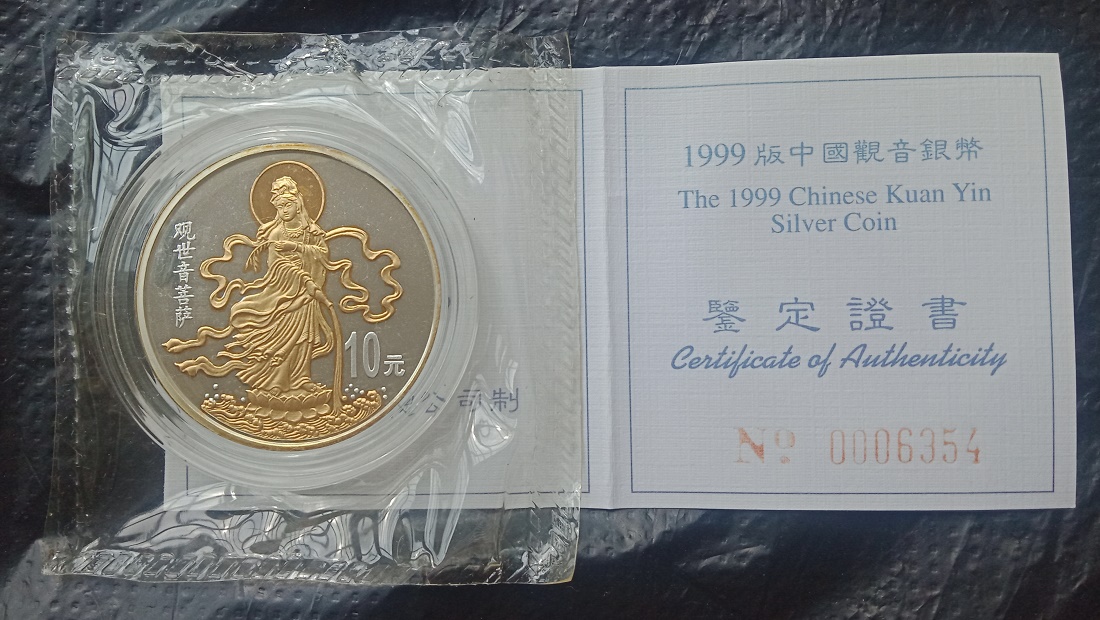 观世音菩萨
10元
公司制
1999 版中國觀音銀幣
The 1999 Chinese Kuan Yin
Silver Coin
鑒定證書
Certificate of Authenticity
Nº 0006354